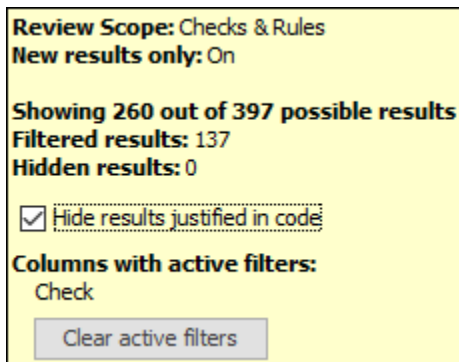 Review Scope: Checks & Rules
New results only: On
Showing 260 out of 397 possible results
Filtered results: 137
Hidden results: 0
Hide results justified in code
Columns with active filters:
Check
Clear active filters